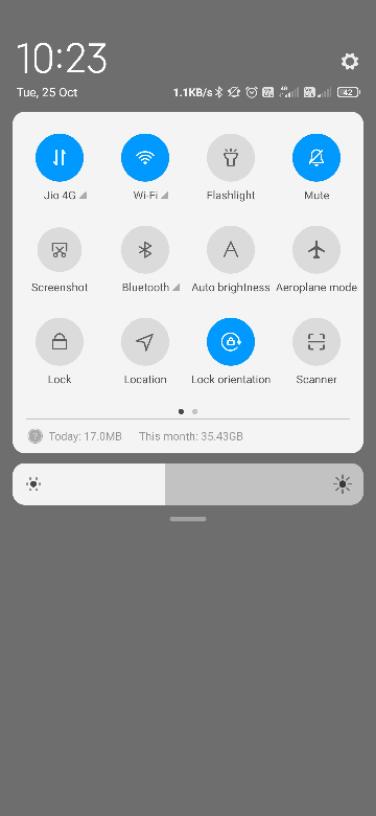 10:23
Tue, 25 Oct
1.1KB/s
4G
42
Jio 4G
Wi-Fi
Flashlight
Mute
Screenshot
Bluetooth
Auto brightness
Aeroplane mode
Lock
Location
Lock orientation
Scanner
Today: 17.0MB This month: 35.43GB